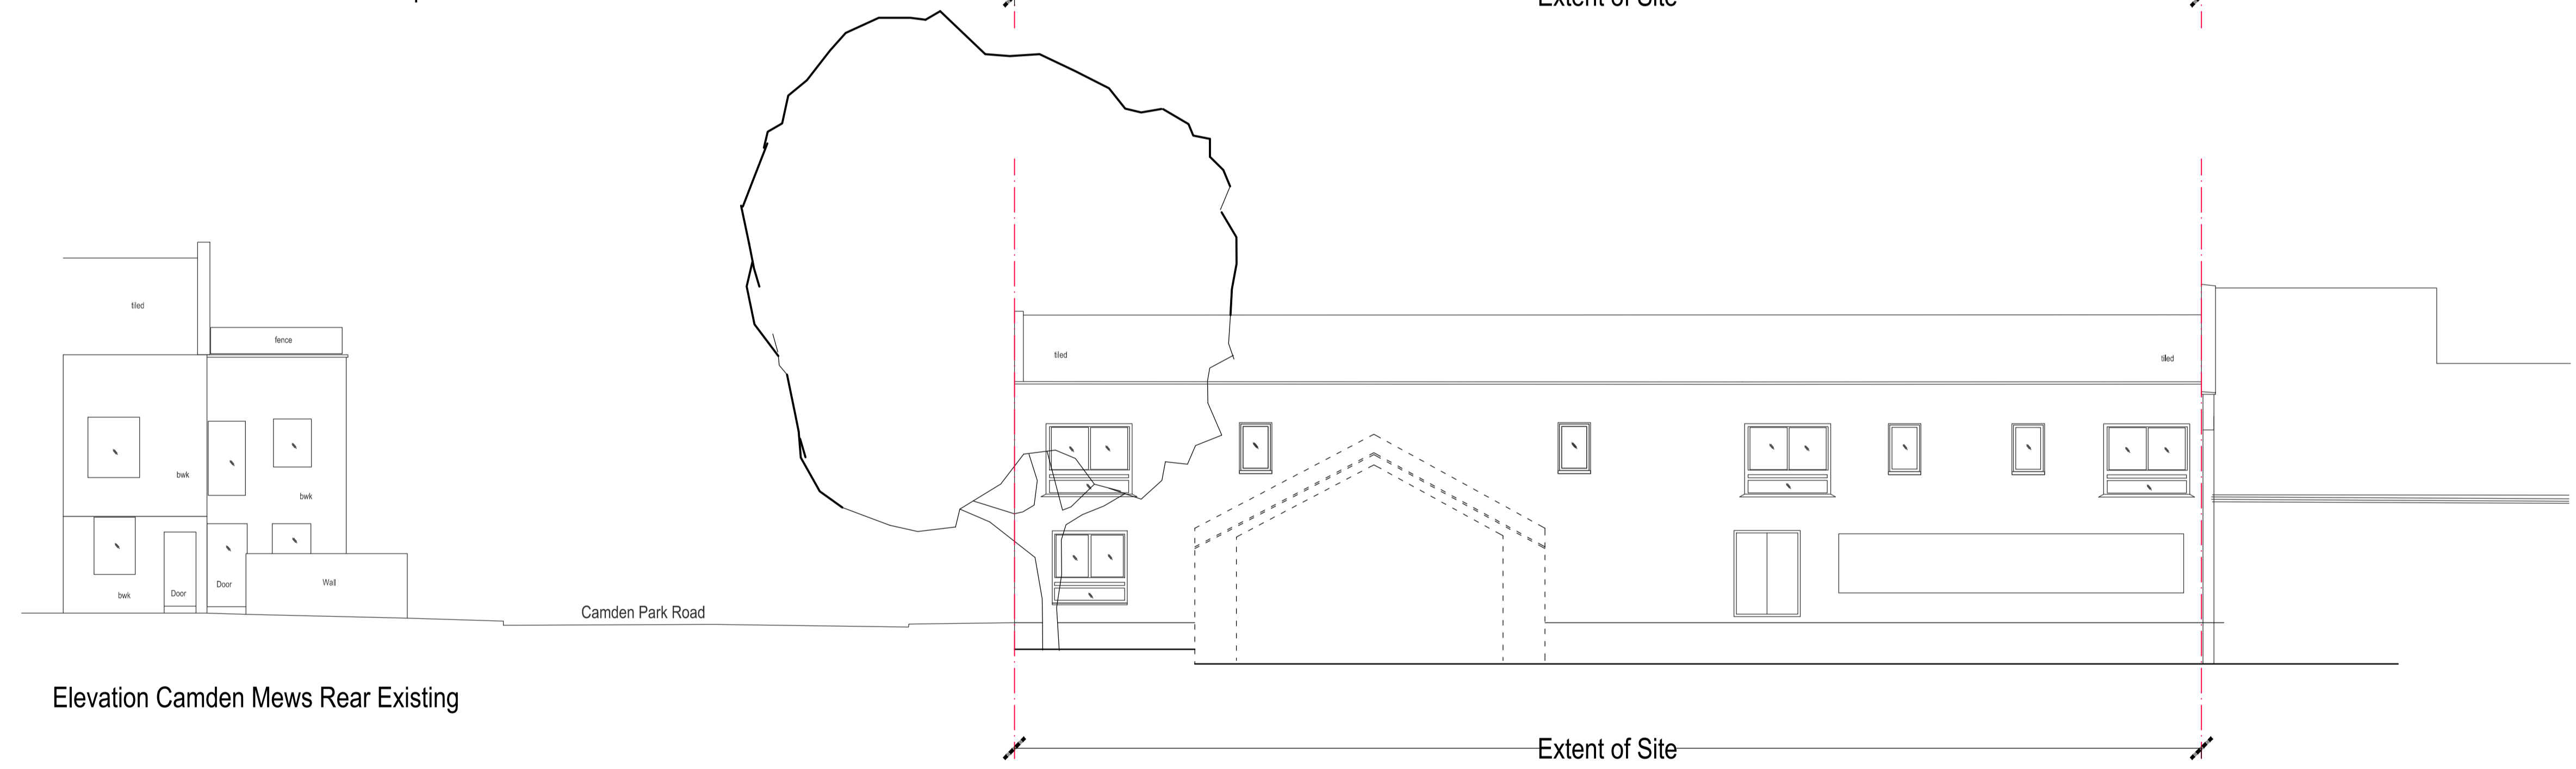 Extent of Site
tiled
fence
tiled
tiled
bwk
bwk
Door
Door
Wall
bwk
Camden Park Road
Elevation Camden Mews Rear Existing
Extent of Site